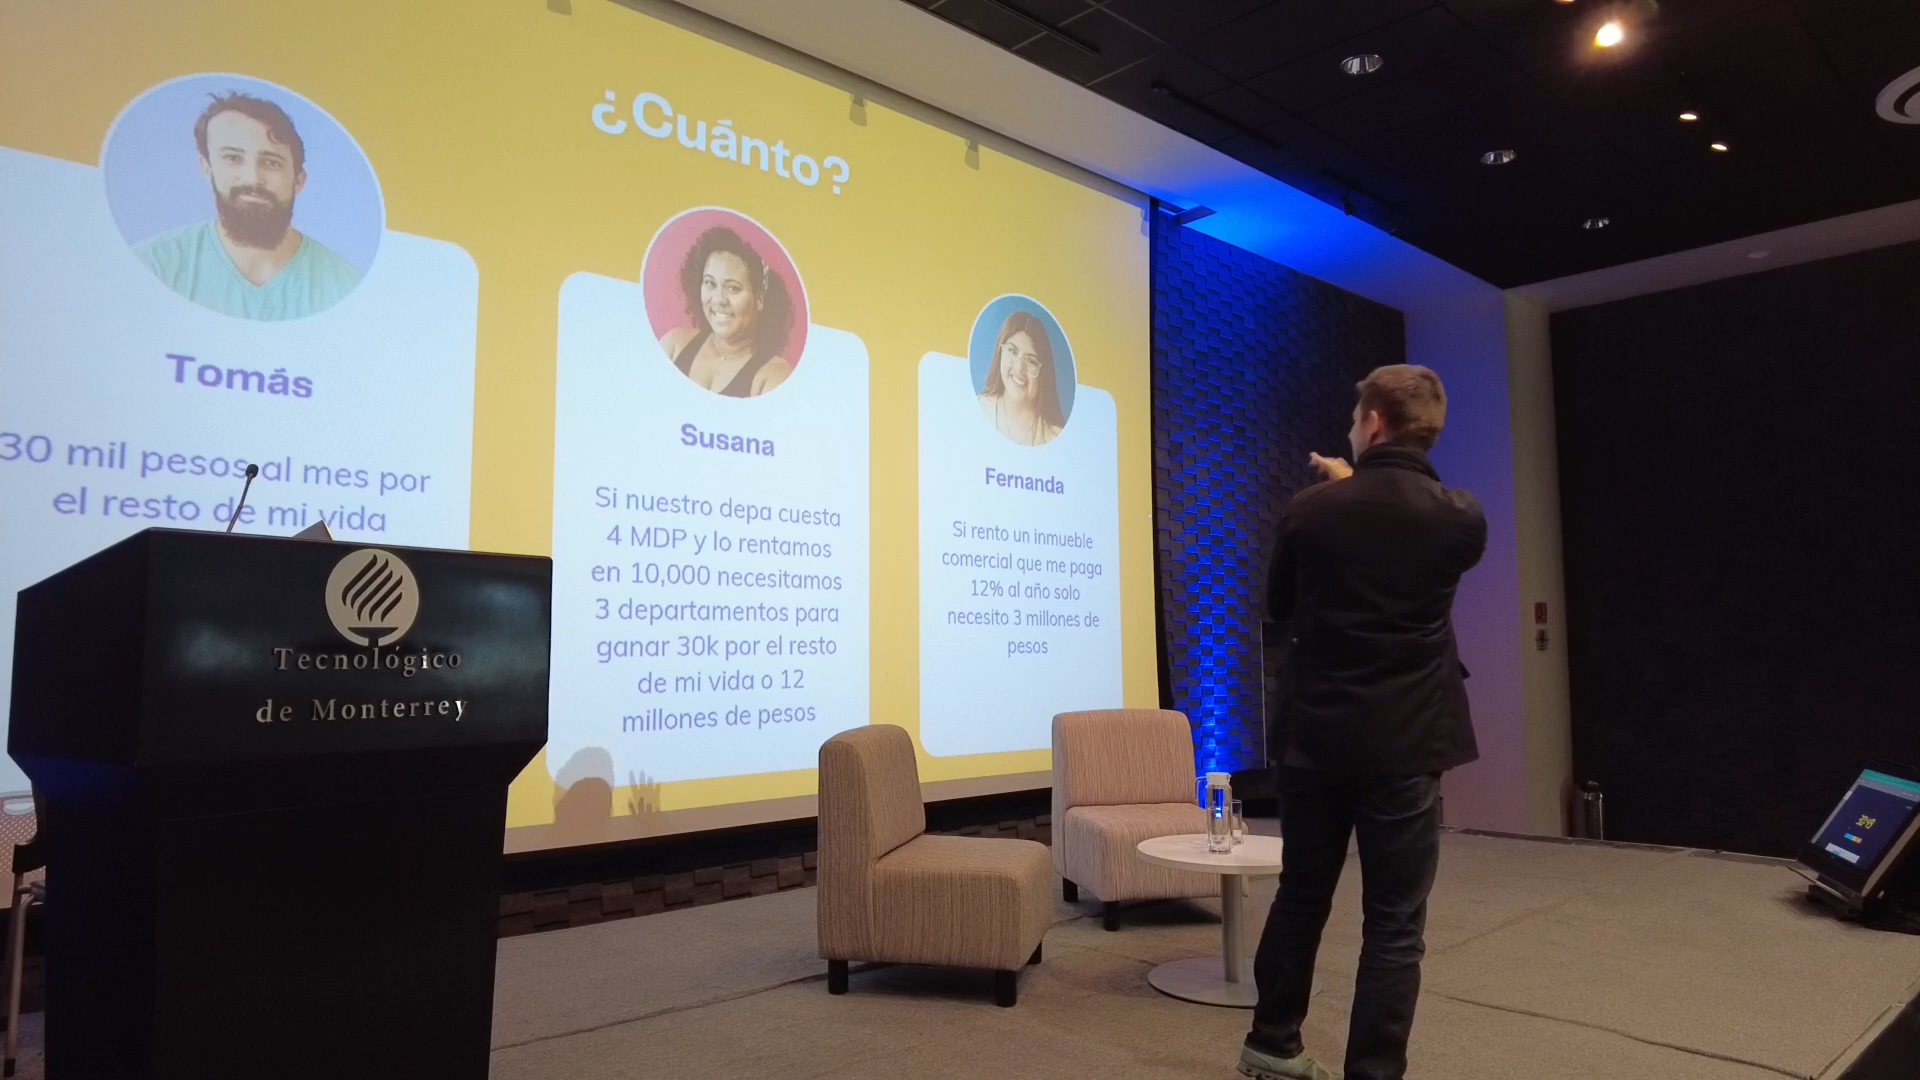 ¿Cuánto?
Tomás
30 mil pesos al mes por
el resto de mi vida
Susana
Si nuestro depa cuesta
4 MDP y lo rentamos
en 10,000 necesitamos
3 departamentos para
ganar 30k por el resto
de mi vida o 12
millones de pesos
Fernanda
Si rento un inmueble
comercial que me paga
12% al año solo
necesito 3 millones de
pesos
Tecnológico
de Monterrey